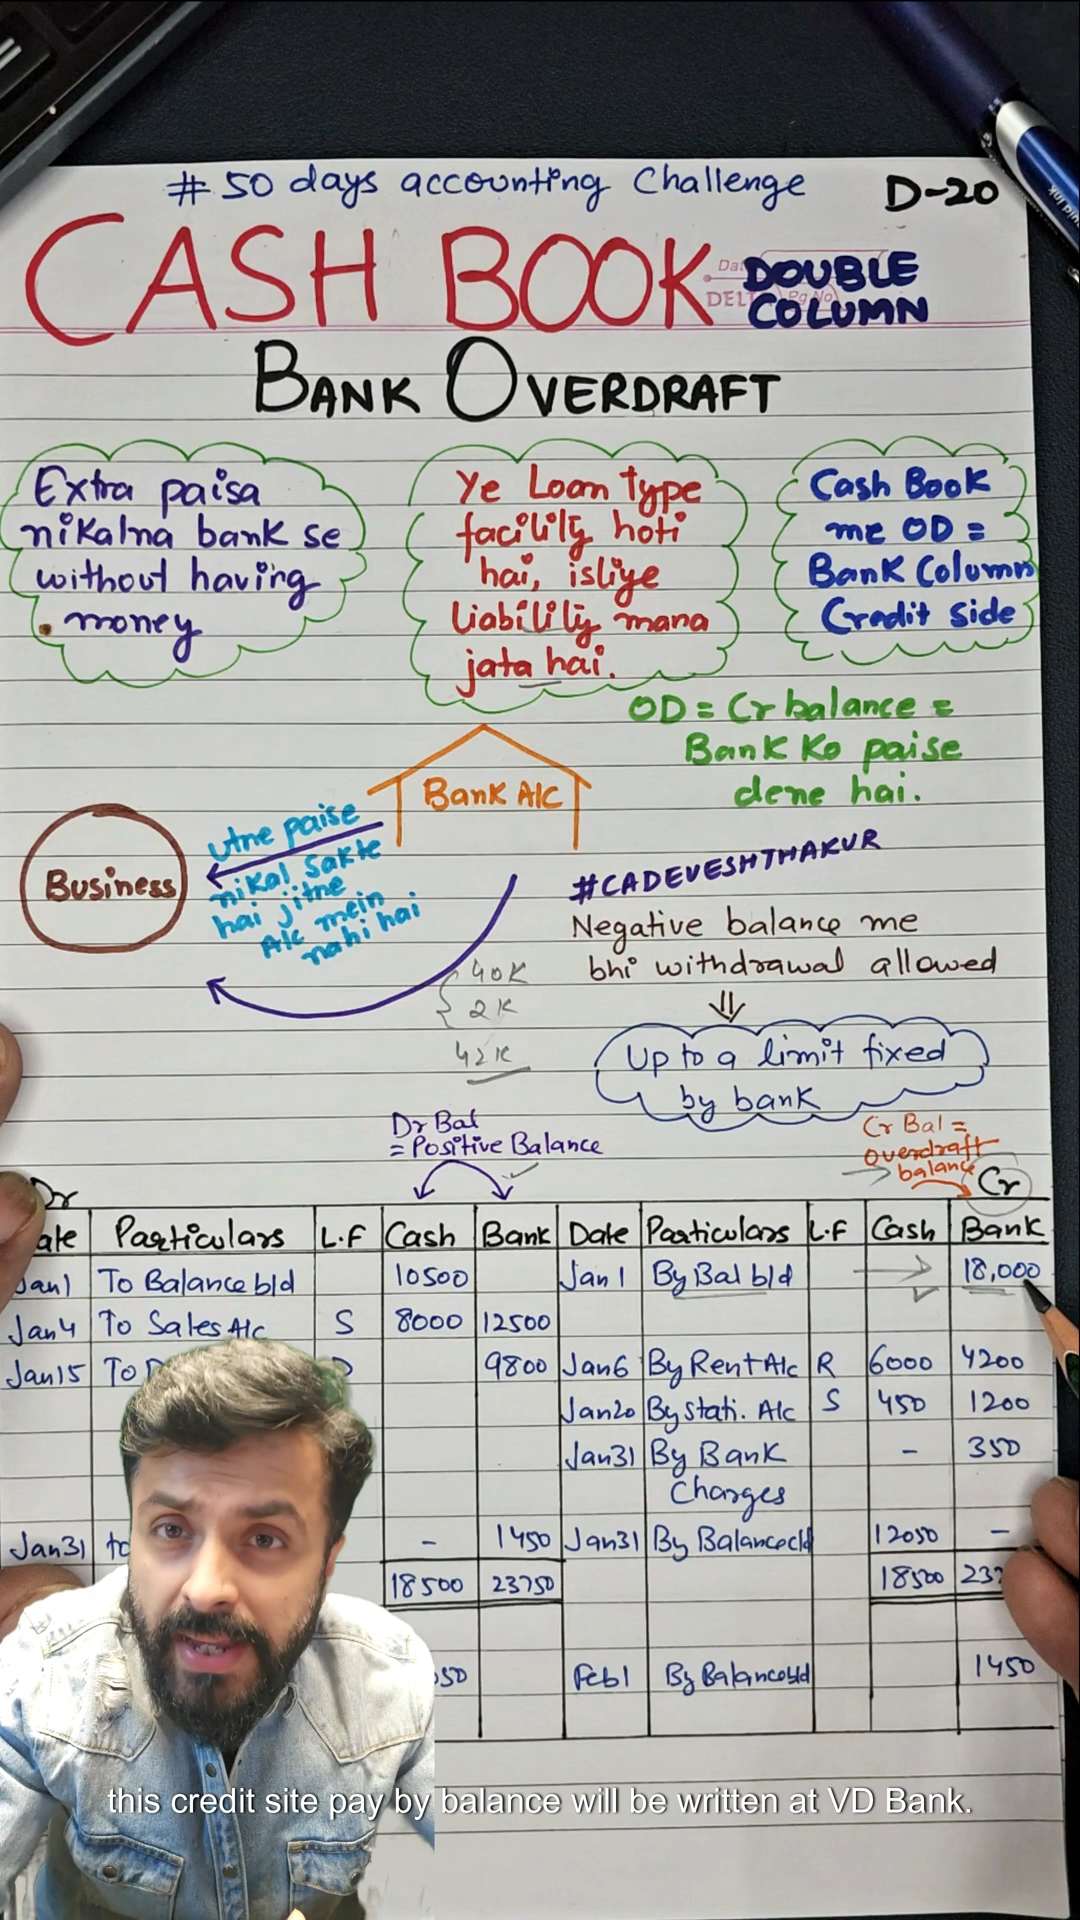 # 50 days accounting Challenge
D-20
CASH BOOK DOUBLE COLUMN
BANK OVERDRAFT
Extra paisa
nikalna bank se
without having
money
Ye Loan type
facility hoti
hai, isliye
liability mana
jata hai.
Cash Book
me OD =
Bank Column
Credit Side
OD = Cr balance =
Bank Ko paise
dene hai.
Bank A/c
Business
Utne paise
nikal Sakte
hai jitne
A/c mein
nahi hai
#CADEVESHTHAKUR
Negative balance me
bhi withdrawal allowed
⇓
40K
2K
42K
Up to a limit fixed
by bank
Dr Bal
= Positive Balance
Cr Bal =
Overdraft
balance
Dr Cr
ate Particulars L.F Cash Bank Date Particulars L.F Cash Bank
Jan1 To Balance b/d 10500 Jan 1 By Bal b/d 18,000
Jan4 To Sales A/c S 8000 12500
Jan15 To 9800 Jan6 By Rent A/c R 6000 4200
Jan20 By stati. A/c S 450 1200
Jan31 By Bank - 350
Charges
Jan31 to - 1450 Jan31 By Balance c/d 12050 -
18500 23750 18500 23
50 Feb1 By Balance b/d 1450
this credit site pay by balance will be written at VD Bank.